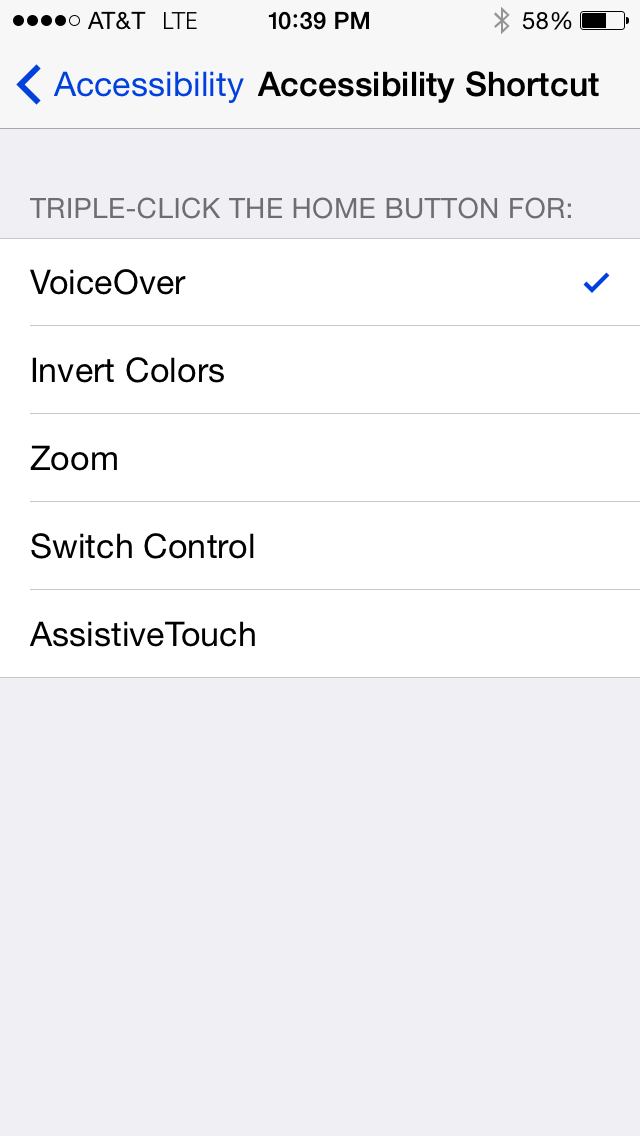 AT&T LTE 10:39 PM 58%
Accessibility Accessibility Shortcut
TRIPLE-CLICK THE HOME BUTTON FOR:
VoiceOver
Invert Colors
Zoom
Switch Control
AssistiveTouch